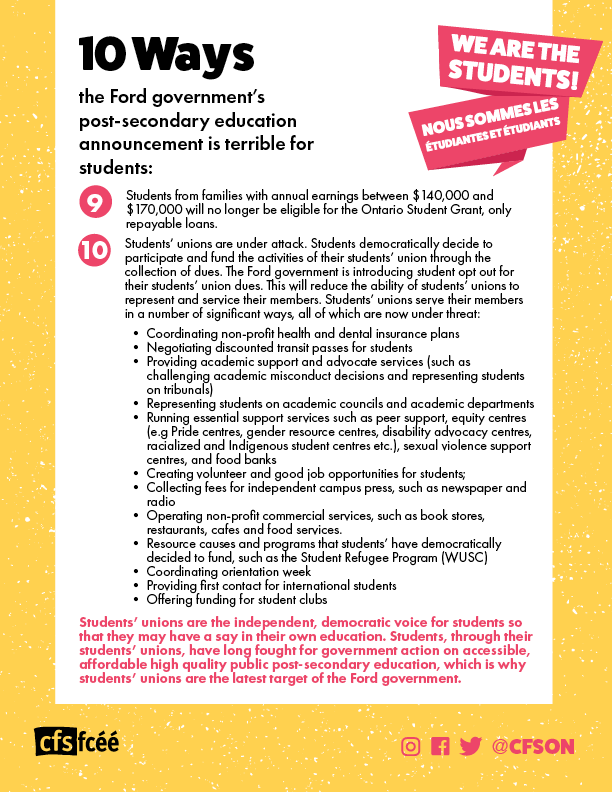 10 Ways
the Ford government's
post-secondary education
announcement is terrible for
students:
WE ARE THE
STUDENTS!
NOUS SOMMES LES
ÉTUDIANTES ET ÉTUDIANTS
9
Students from families with annual earnings between $140,000 and
$170,000 will no longer be eligible for the Ontario Student Grant, only
repayable loans.
10
Students' unions are under attack. Students democratically decide to
participate and fund the activities of their students' union through the
collection of dues. The Ford government is introducing student opt out for
their students' union dues. This will reduce the ability of students' unions to
represent and service their members. Students' unions serve their members
in a number of significant ways, all of which are now under threat:
• Coordinating non-profit health and dental insurance plans
• Negotiating discounted transit passes for students
• Providing academic support and advocate services (such as
challenging academic misconduct decisions and representing students
on tribunals)
• Representing students on academic councils and academic departments
• Running essential support services such as peer support, equity centres
(e.g Pride centres, gender resource centres, disability advocacy centres,
racialized and Indigenous student centres etc.), sexual violence support
centres, and food banks
• Creating volunteer and good job opportunities for students;
• Collecting fees for independent campus press, such as newspaper and
radio
• Operating non-profit commercial services, such as book stores,
restaurants, cafes and food services.
• Resource causes and programs that students' have democratically
decided to fund, such as the Student Refugee Program (WUSC)
• Coordinating orientation week
• Providing first contact for international students
• Offering funding for student clubs
Students' unions are the independent, democratic voice for students so
that they may have a say in their own education. Students, through their
students' unions, have long fought for government action on accessible,
affordable high quality public post-secondary education, which is why
students' unions are the latest target of the Ford government.
cfsfcéé
@CFSON